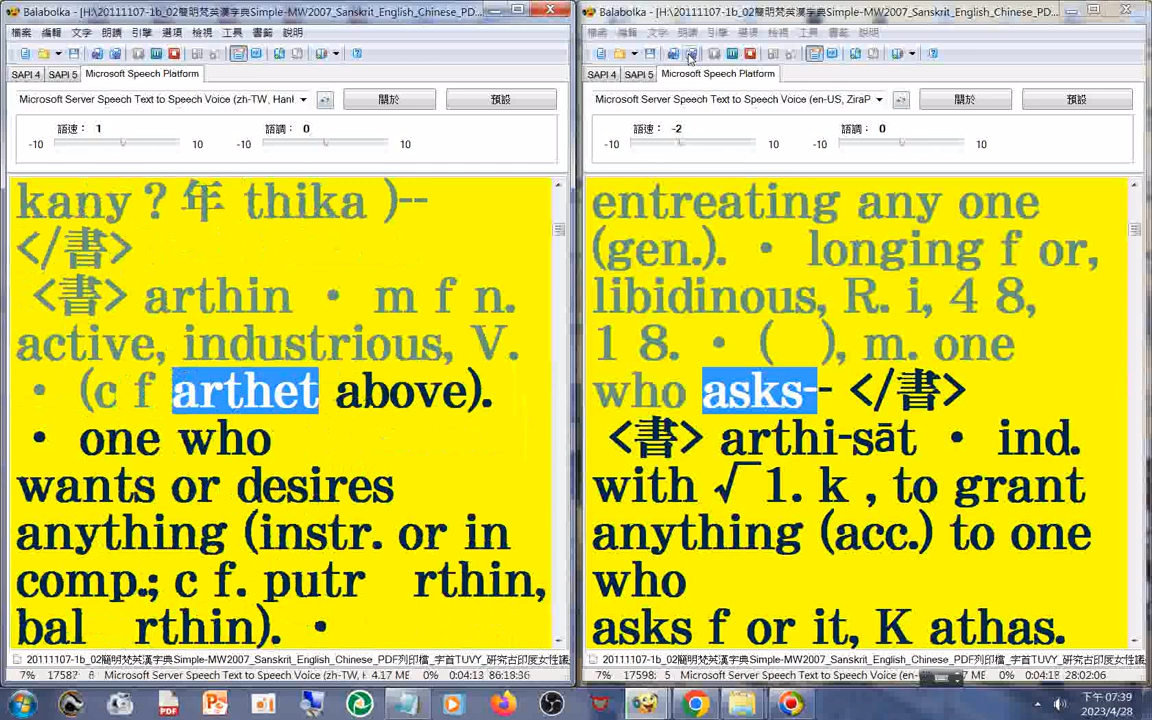 Balabolka - [H:\20111107-1b_02簡明梵英漢字典Simple-MW2007_Sanskrit_English_Chinese_PD...
檔案 編輯 文字 朗讀 引擎 選項 檢視 工具 書籤 說明
SAPI 4 SAPI 5 Microsoft Speech Platform
Microsoft Server Speech Text to Speech Voice (zh-TW, Hanl 關於 預設
語速： 1 語調： 0
-10 10 -10 10
kany ? 年 thika )--
</書>
<書> arthin • m f n.
active, industrious, V.
• (c f arthet above).
• one who
wants or desires
anything (instr. or in
comp.; c f. putr rthin,
bal rthin). •
20111107-1b_02簡明梵英漢字典Simple-MW2007_Sanskrit_English_Chinese_PDF列印檔_字首TUVY_研究古印度女性議
7% 17587: 8 Microsoft Server Speech Text to Speech Voice (zh-TW, H 4.17 ME 0% 0:04:13 86:18:36
Balabolka - [H:\20111107-1b_02簡明梵英漢字典Simple-MW2007_Sanskrit_English_Chinese_PDF...
檔案 編輯 文字 朗讀 引擎 選項 檢視 工具 書籤 說明
SAPI 4 SAPI 5 Microsoft Speech Platform
Microsoft Server Speech Text to Speech Voice (en-US, ZiraP 關於 預設
語速： -2 語調： 0
-10 10 -10 10
entreating any one
(gen.). • longing f or,
libidinous, R. i, 4 8,
1 8. • ( ), m. one
who asks-- </書>
<書> arthi-sāt • ind.
with √1. k , to grant
anything (acc.) to one
who
asks f or it, K athas.
20111107-1b_02簡明梵英漢字典Simple-MW2007_Sanskrit_English_Chinese_PDF列印檔_字首TUVY_研究古印度女性議
7% 17598: 5 Microsoft Server Speech Text to Speech Voice (en-U 7 ME 0% 0:04:18 28:02:06
下午 07:39
2023/4/28